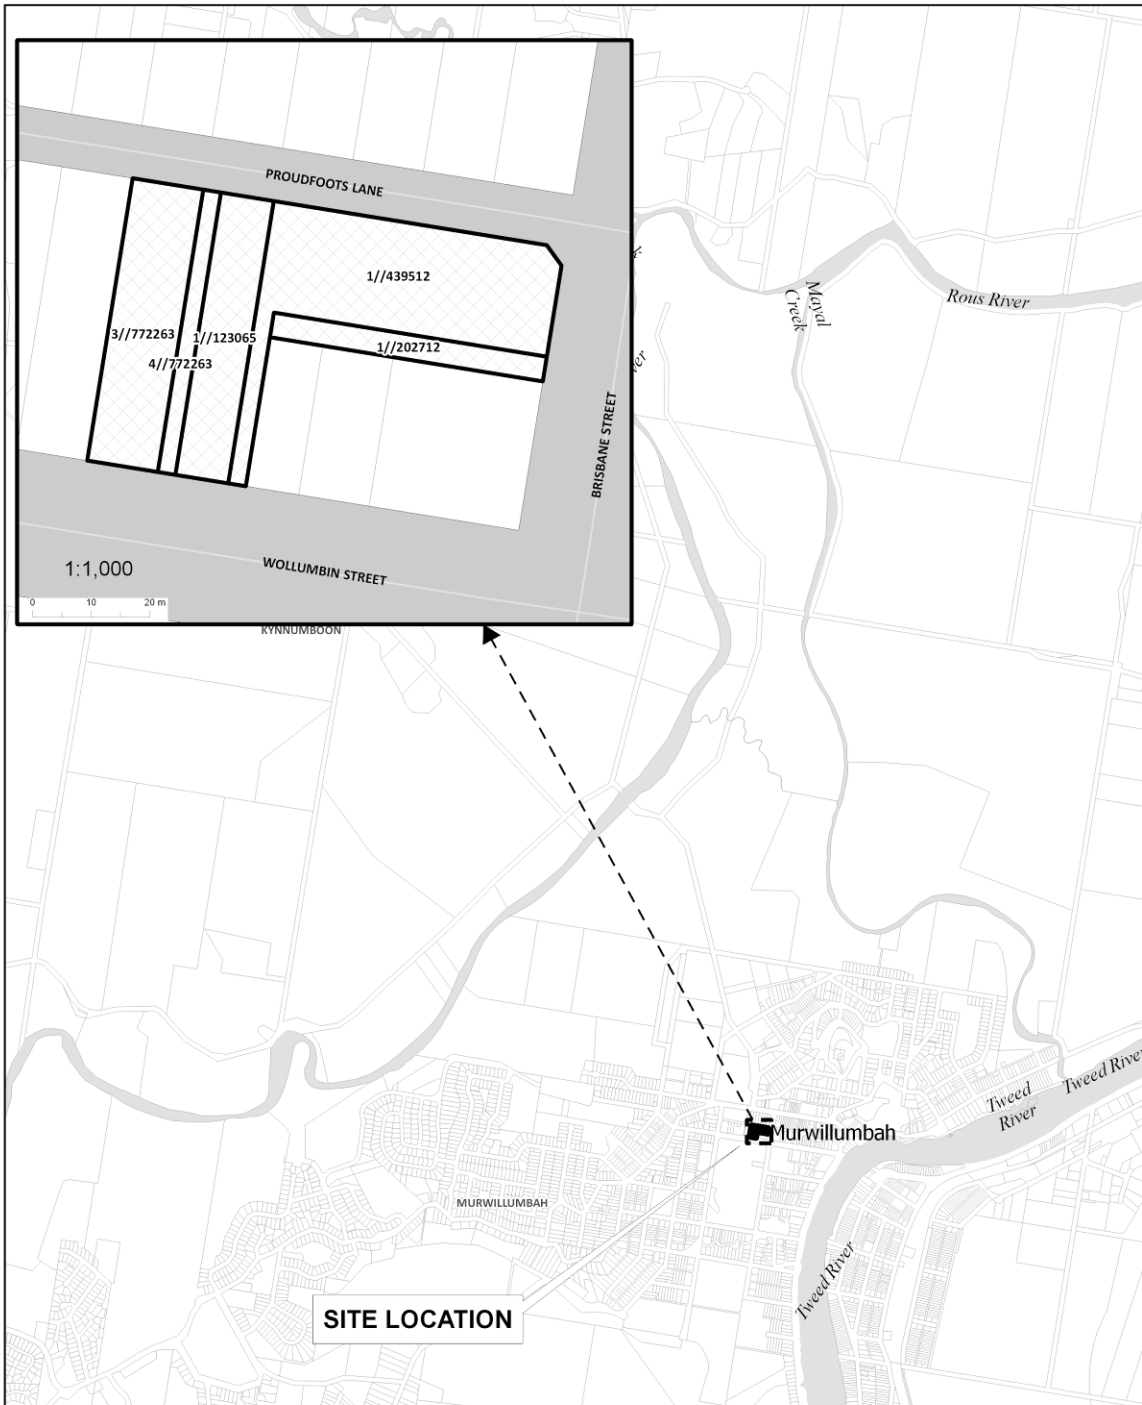 PROUDFOOTS LANE
1//439512
3//772263
1//123065
4//772263
1//202712
BRISBANE STREET
WOLLUMBIN STREET
1:1,000
0 10 20 m
Rous River
Mayal
Creek
KYNNUMBOON
Tweed River
Tweed
River
Murwillumbah
MURWILLUMBAH
Tweed River
SITE LOCATION